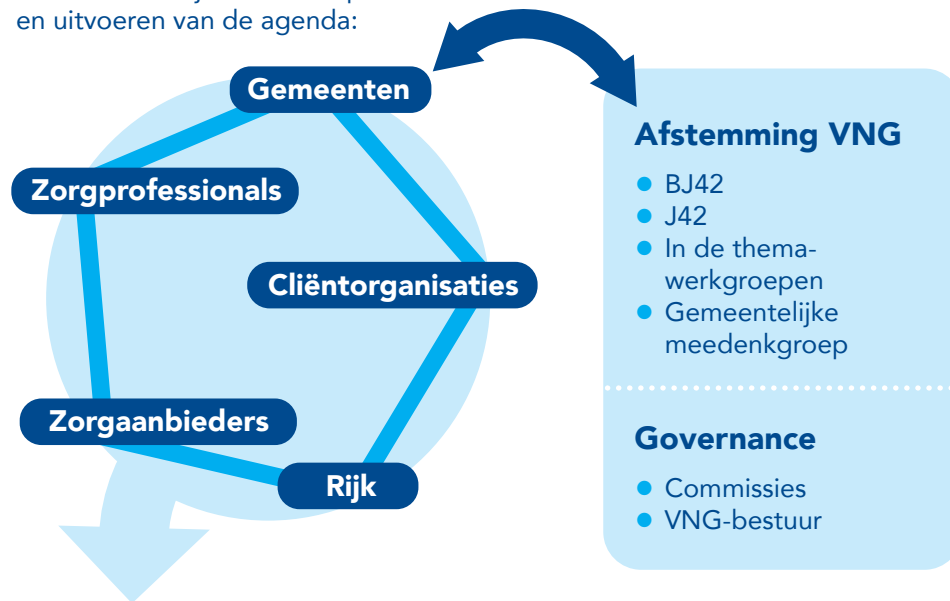 en uitvoeren van de agenda:
Gemeenten
Zorgprofessionals
Cliëntorganisaties
Zorgaanbieders
Rijk
Afstemming VNG
BJ42
J42
In de thema-
werkgroepen
Gemeentelijke
meedenkgroep
Governance
Commissies
VNG-bestuur